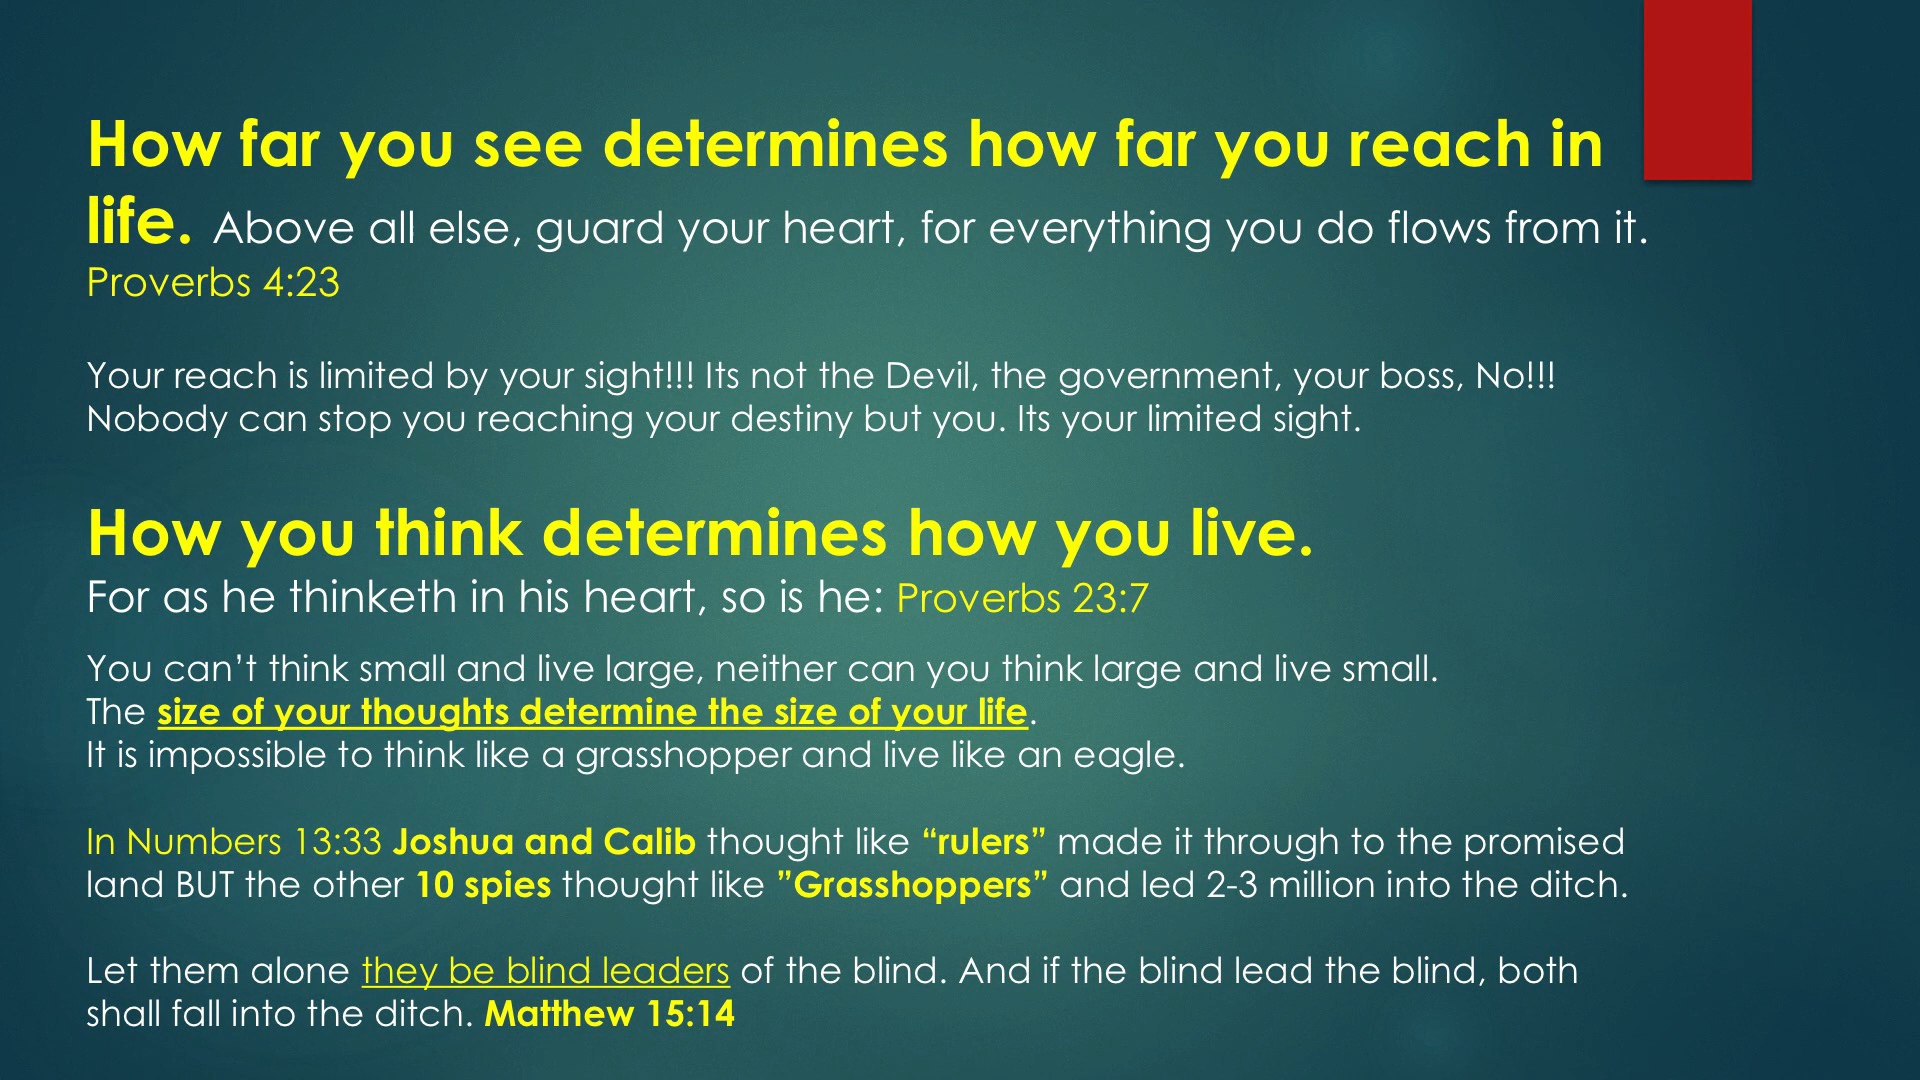 How far you see determines how far you reach in
life. Above all else, guard your heart, for everything you do flows from it.
Proverbs 4:23
Your reach is limited by your sight!!! Its not the Devil, the government, your boss, No!!!
Nobody can stop you reaching your destiny but you. Its your limited sight.
How you think determines how you live.
For as he thinketh in his heart, so is he: Proverbs 23:7
You can’t think small and live large, neither can you think large and live small.
The size of your thoughts determine the size of your life.
It is impossible to think like a grasshopper and live like an eagle.
In Numbers 13:33 Joshua and Calib thought like “rulers” made it through to the promised
land BUT the other 10 spies thought like ”Grasshoppers” and led 2-3 million into the ditch.
Let them alone they be blind leaders of the blind. And if the blind lead the blind, both
shall fall into the ditch. Matthew 15:14